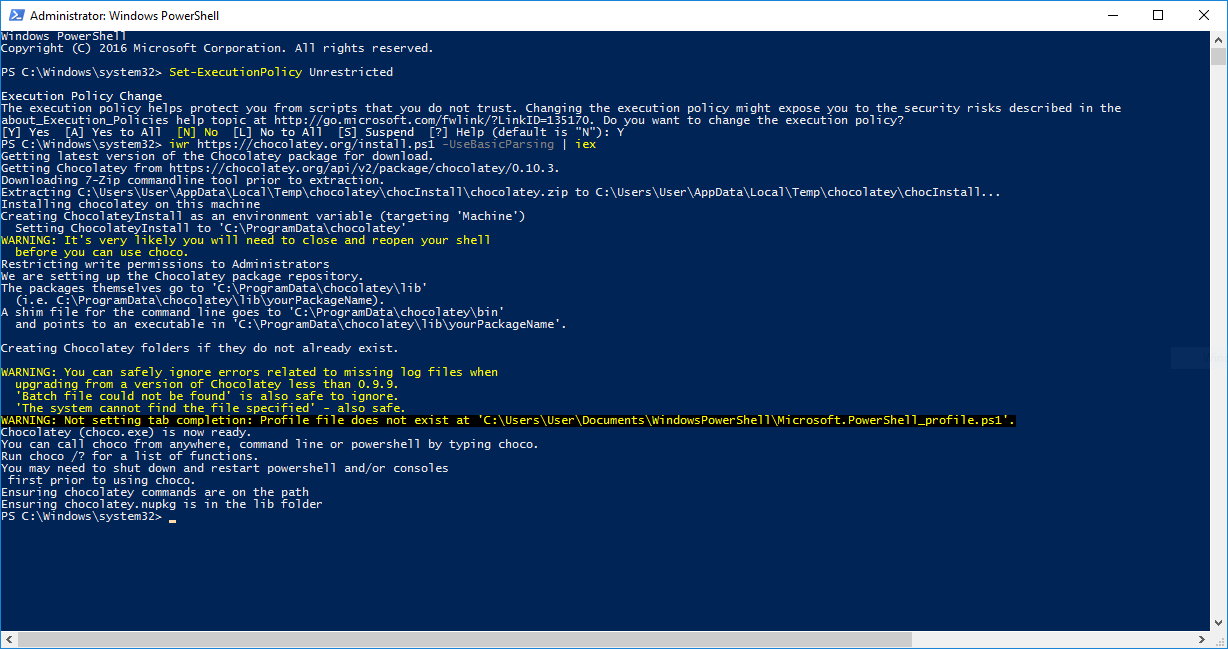 Administrator: Windows PowerShell
Windows PowerShell
Copyright (C) 2016 Microsoft Corporation. All rights reserved.
PS C:\Windows\system32> Set-ExecutionPolicy Unrestricted
Execution Policy Change
The execution policy helps protect you from scripts that you do not trust. Changing the execution policy might expose you to the security risks described in the
about_Execution_Policies help topic at http://go.microsoft.com/fwlink/?LinkID=135170. Do you want to change the execution policy?
[Y] Yes  [A] Yes to All  [N] No  [L] No to All  [S] Suspend  [?] Help (default is "N"): Y
PS C:\Windows\system32> iwr https://chocolatey.org/install.ps1 -UseBasicParsing | iex
Getting latest version of the Chocolatey package for download.
Getting Chocolatey from https://chocolatey.org/api/v2/package/chocolatey/0.10.3.
Downloading 7-Zip commandline tool prior to extraction.
Extracting C:\Users\User\AppData\Local\Temp\chocolatey\chocInstall\chocolatey.zip to C:\Users\User\AppData\Local\Temp\chocolatey\chocInstall...
Installing chocolatey on this machine
Creating ChocolateyInstall as an environment variable (targeting 'Machine')
  Setting ChocolateyInstall to 'C:\ProgramData\chocolatey'
WARNING: It's very likely you will need to close and reopen your shell
  before you can use choco.
Restricting write permissions to Administrators
We are setting up the Chocolatey package repository.
The packages themselves go to 'C:\ProgramData\chocolatey\lib'
  (i.e. C:\ProgramData\chocolatey\lib\yourPackageName).
A shim file for the command line goes to 'C:\ProgramData\chocolatey\bin'
  and points to an executable in 'C:\ProgramData\chocolatey\lib\yourPackageName'.
Creating Chocolatey folders if they do not already exist.
WARNING: You can safely ignore errors related to missing log files when
  upgrading from a version of Chocolatey less than 0.9.9.
  'Batch file could not be found' is also safe to ignore.
  'The system cannot find the file specified' - also safe.
WARNING: Not setting tab completion: Profile file does not exist at 'C:\Users\User\Documents\WindowsPowerShell\Microsoft.PowerShell_profile.ps1'.
Chocolatey (choco.exe) is now ready.
You can call choco from anywhere, command line or powershell by typing choco.
Run choco /? for a list of functions.
You may need to shut down and restart powershell and/or consoles
 first prior to using choco.
Ensuring chocolatey commands are on the path
Ensuring chocolatey.nupkg is in the lib folder
PS C:\Windows\system32>